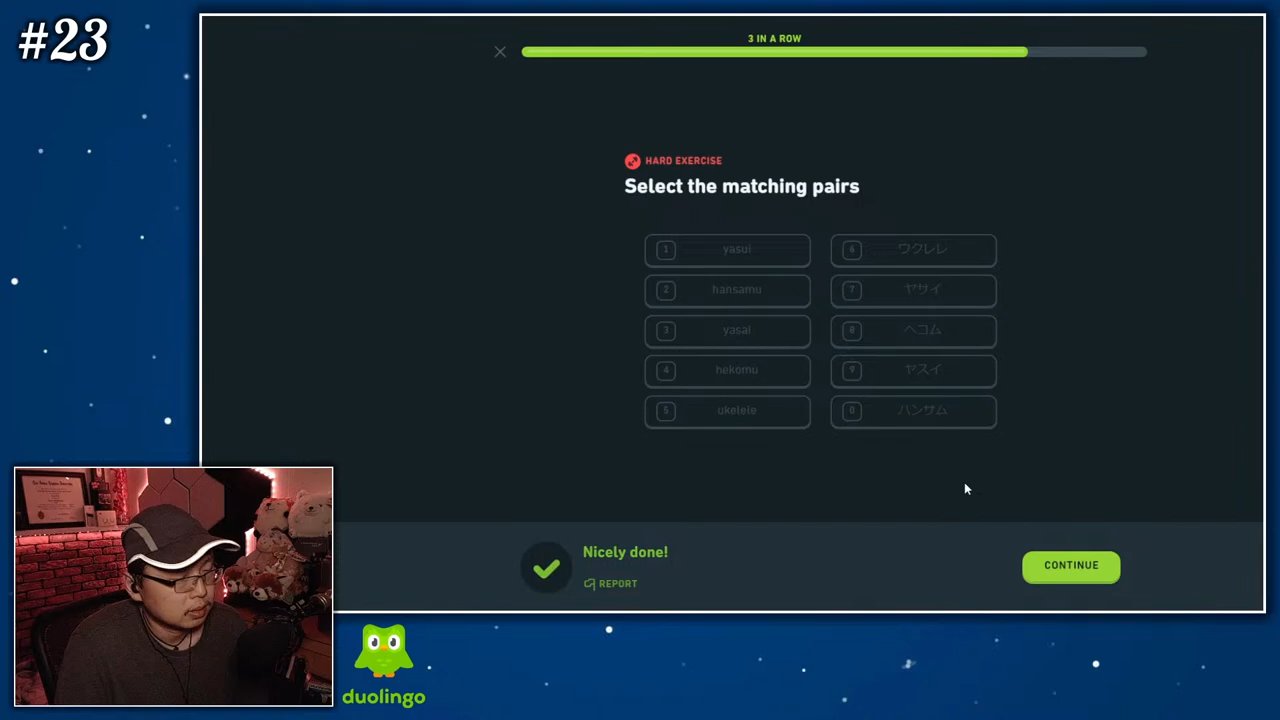 #23
3 IN A ROW
HARD EXERCISE
Select the matching pairs
1 yasui
6 ウクレレ
2 hansamu
7 ヤサイ
3 yasai
8 ヘコム
4 hekomu
9 ヤスイ
5 ukelele
0 ハンサム
Nicely done!
REPORT
CONTINUE
duolingo